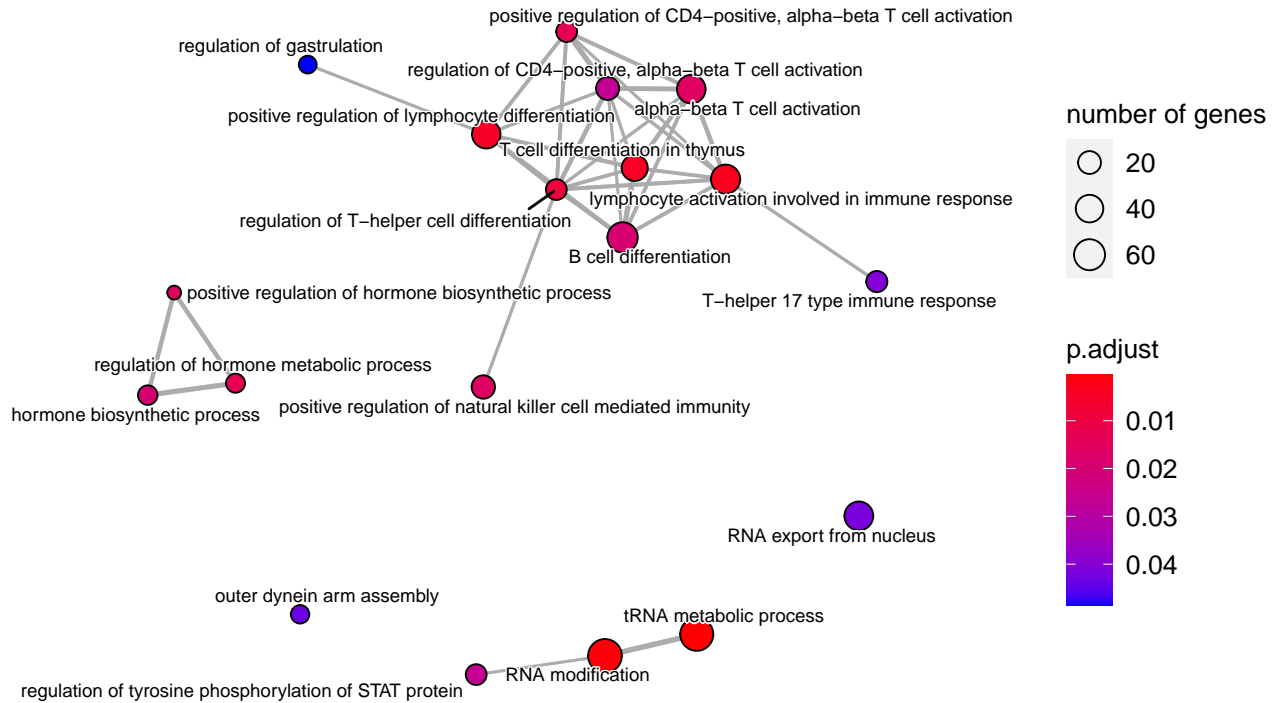 positive regulation of CD4−positive, alpha−beta T cell activation
regulation of gastrulation
regulation of CD4−positive, alpha−beta T cell activation
alpha−beta T cell activation
positive regulation of lymphocyte differentiation
T cell differentiation in thymus
lymphocyte activation involved in immune response
regulation of T−helper cell differentiation
B cell differentiation
positive regulation of hormone biosynthetic process
T−helper 17 type immune response
regulation of hormone metabolic process
hormone biosynthetic process
positive regulation of natural killer cell mediated immunity
RNA export from nucleus
outer dynein arm assembly
tRNA metabolic process
RNA modification
regulation of tyrosine phosphorylation of STAT protein
number of genes
20
40
60
p.adjust
0.01
0.02
0.03
0.04